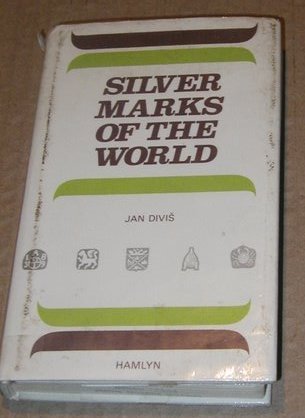 SILVER
MARKS
OF THE
WORLD
JAN DIVIŠ
HAMLYN